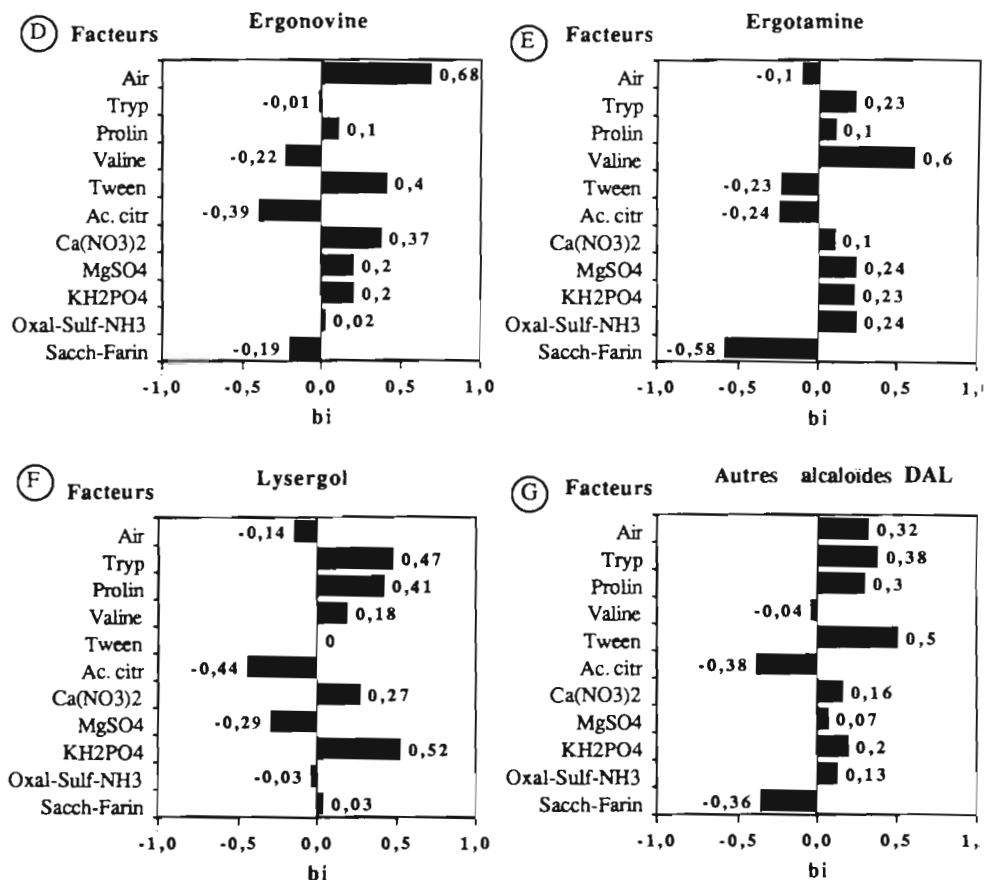 D Facteurs Ergonovine
Air 0,68
Tryp -0,01
Prolin 0,1
Valine -0,22
Tween 0,4
Ac. citr -0,39
Ca(NO3)2 0,37
MgSO4 0,2
KH2PO4 0,2
Oxal-Sulf-NH3 0,02
Sacch-Farin -0,19
-1,0 -0,5 0,0 0,5 1,0
bi
E Facteurs Ergotamine
Air -0,1
Tryp 0,23
Prolin 0,1
Valine 0,6
Tween -0,23
Ac. citr -0,24
Ca(NO3)2 0,1
MgSO4 0,24
KH2PO4 0,23
Oxal-Sulf-NH3 0,24
Sacch-Farin -0,58
-1,0 -0,5 0,0 0,5 1,
bi
F Facteurs Lysergol
Air -0,14
Tryp 0,47
Prolin 0,41
Valine 0,18
Tween 0
Ac. citr -0,44
Ca(NO3)2 0,27
MgSO4 -0,29
KH2PO4 0,52
Oxal-Sulf-NH3 -0,03
Sacch-Farin 0,03
-1,0 -0,5 0,0 0,5 1,0
bi
G Facteurs Autres alcaloïdes DAL
Air 0,32
Tryp 0,38
Prolin 0,3
Valine -0,04
Tween 0,5
Ac. citr -0,38
Ca(NO3)2 0,16
MgSO4 0,07
KH2PO4 0,2
Oxal-Sulf-NH3 0,13
Sacch-Farin -0,36
-1,0 -0,5 0,0 0,5 1,
bi